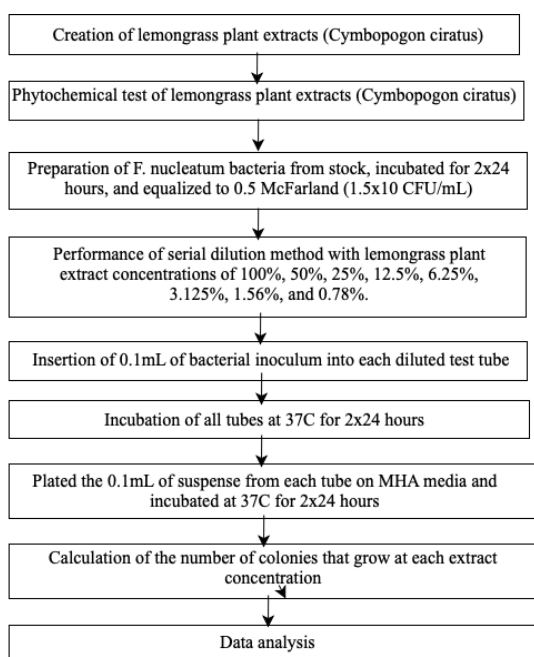 Creation of lemongrass plant extracts (Cymbopogon ciratus)
Phytochemical test of lemongrass plant extracts (Cymbopogon ciratus)
Preparation of F. nucleatum bacteria from stock, incubated for 2x24
hours, and equalized to 0.5 McFarland (1.5x10 CFU/mL)
Performance of serial dilution method with lemongrass plant
extract concentrations of 100%, 50%, 25%, 12.5%, 6.25%,
3.125%, 1.56%, and 0.78%.
Insertion of 0.1mL of bacterial inoculum into each diluted test tube
Incubation of all tubes at 37C for 2x24 hours
Plated the 0.1mL of suspense from each tube on MHA media and
incubated at 37C for 2x24 hours
Calculation of the number of colonies that grow at each extract
concentration
Data analysis